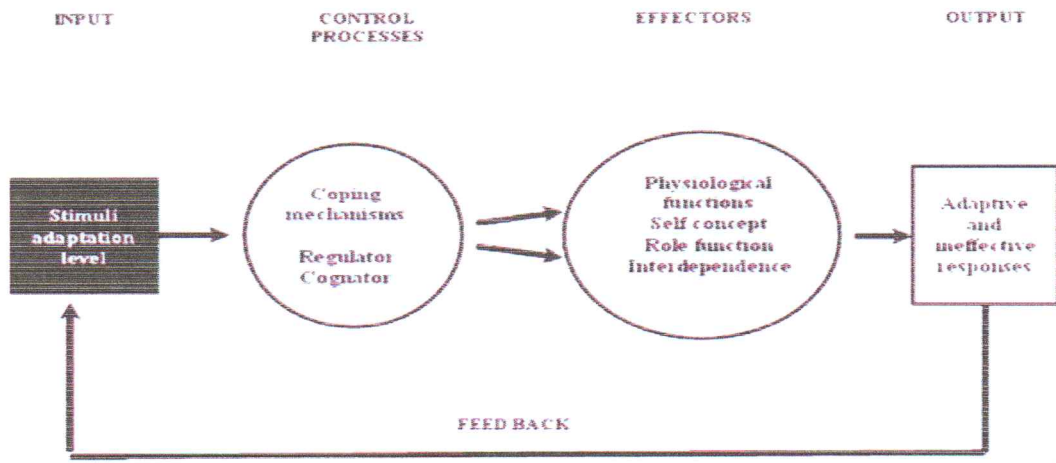 INPUT
CONTROL
PROCESSES
EFFECTORS
OUTPUT
Stimuli
adaptation
level
Coping
mechanisms
Regulator
Cognator
Physiological
functions
Self concept
Role function
Interdependence
Adaptive
and
ineffective
responses
FEED BACK